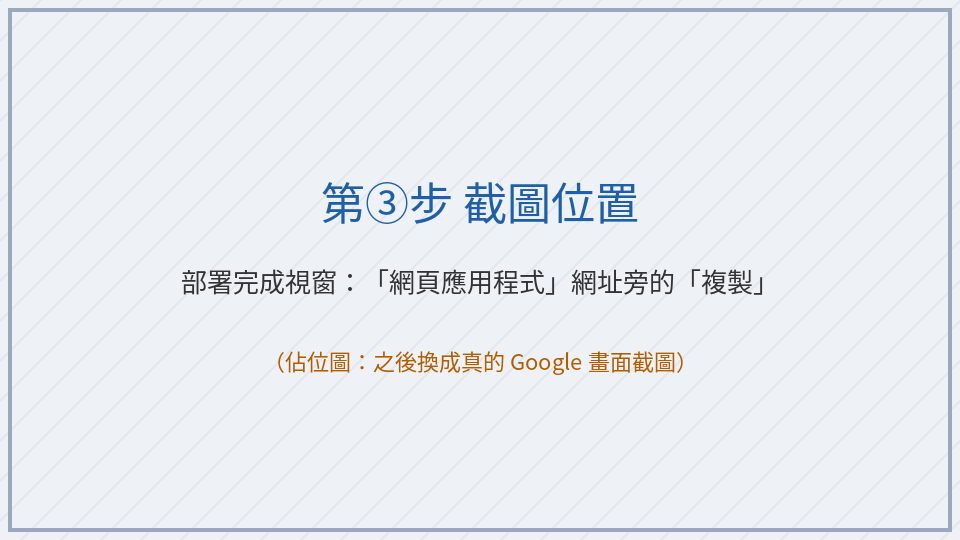 第③步 截圖位置
部署完成視窗：「網頁應用程式」網址旁的「複製」
（佔位圖：之後換成真的 Google 畫面截圖）